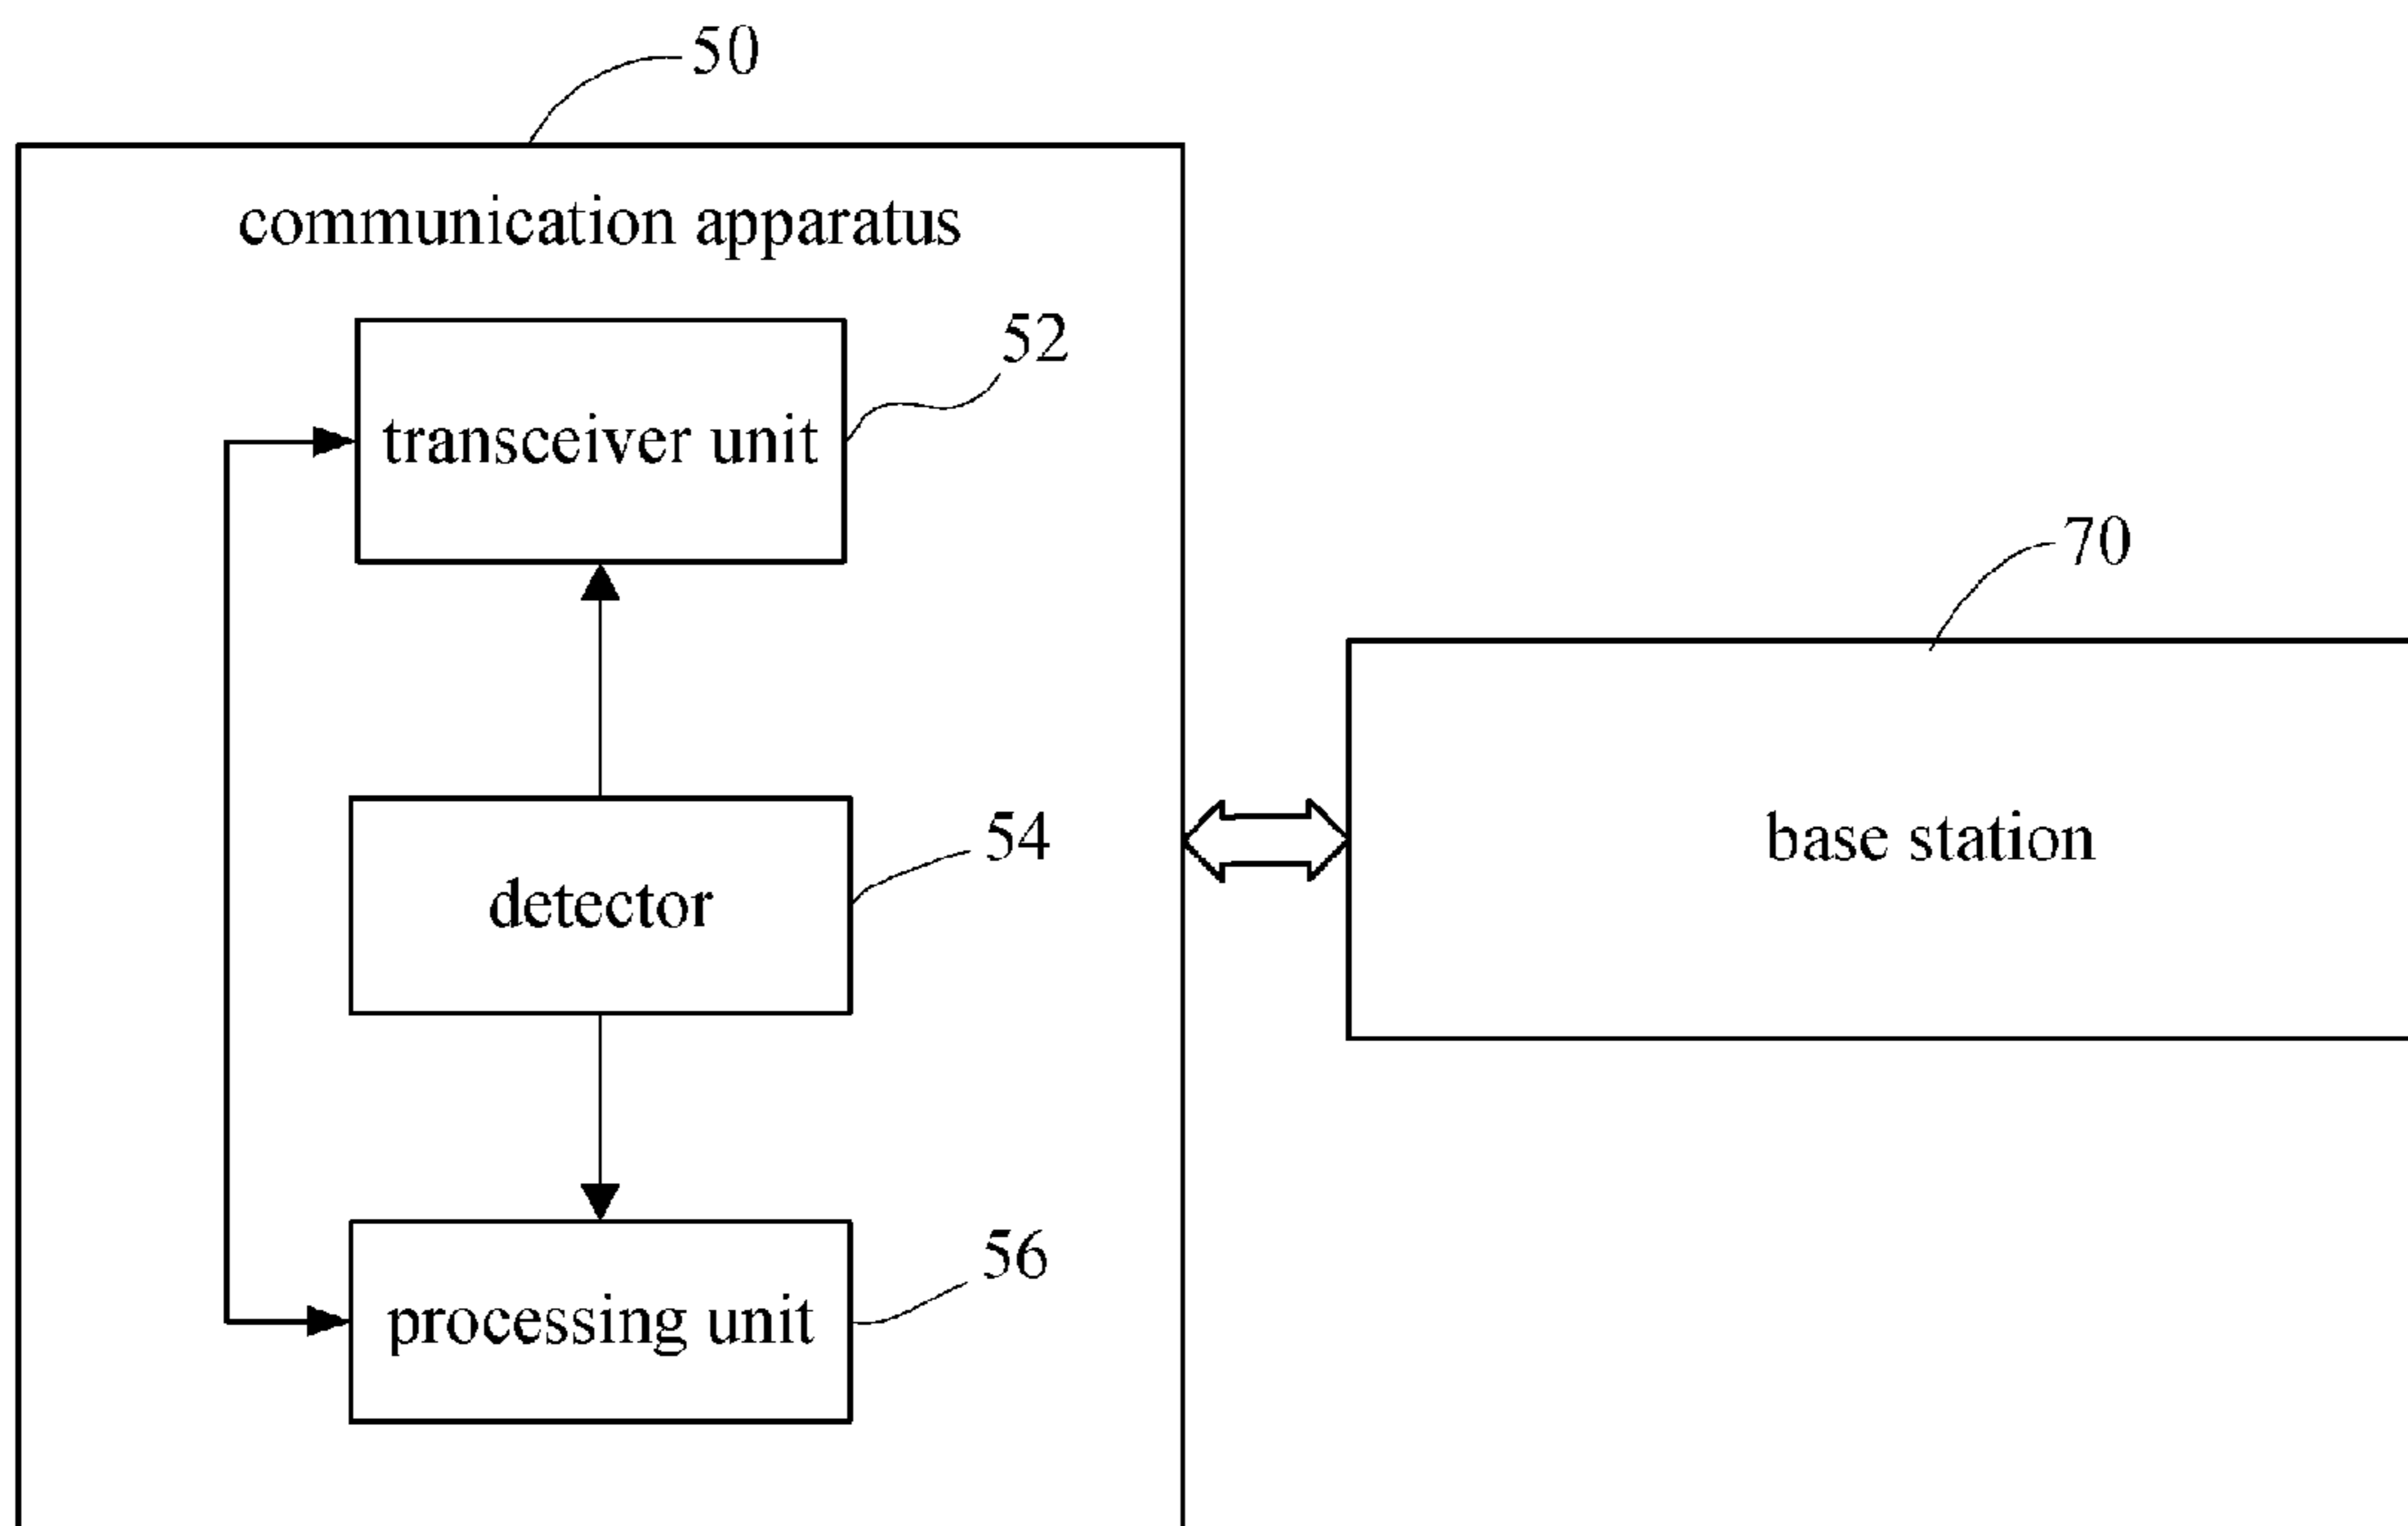 50
communication apparatus
52
transceiver unit
70
54
base station
detector
56
processing unit